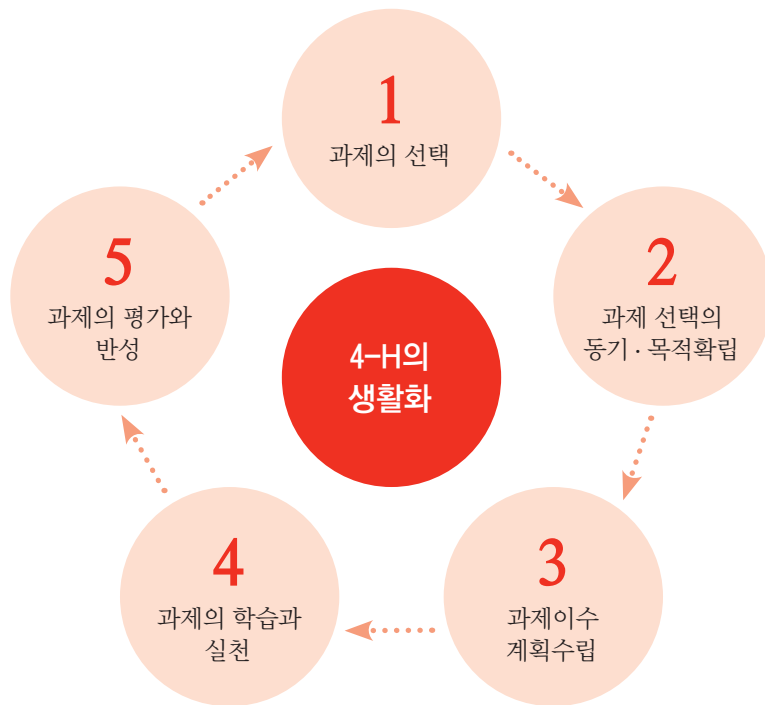 1
과제의 선택
2
과제 선택의
동기·목적확립
3
과제이수
계획수립
4
과제의 학습과
실천
5
과제의 평가와
반성
4-H의
생활화